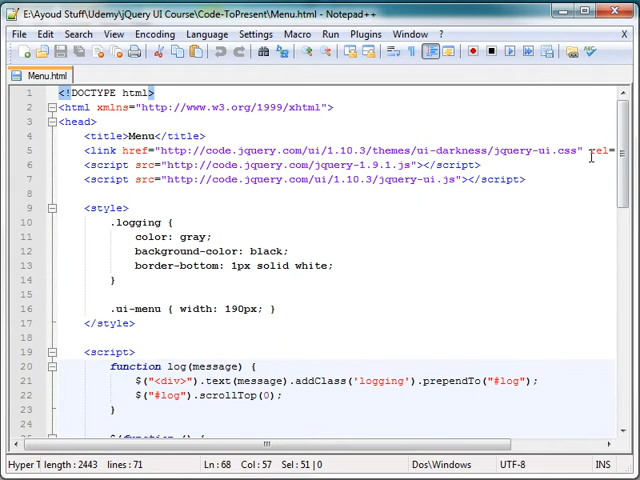 E:\Ayoud Stuff\Udemy\jQuery UI Course\Code-ToPresent\Menu.html - Notepad++
File Edit Search View Encoding Language Settings Macro Run Plugins Window ? X
Menu.html
1 <!DOCTYPE html>
2 <html xmlns="http://www.w3.org/1999/xhtml">
3 <head>
4 <title>Menu</title>
5 <link href="http://code.jquery.com/ui/1.10.3/themes/ui-darkness/jquery-ui.css" rel=
6 <script src="http://code.jquery.com/jquery-1.9.1.js"></script>
7 <script src="http://code.jquery.com/ui/1.10.3/jquery-ui.js"></script>
8
9 <style>
10 .logging {
11 color: gray;
12 background-color: black;
13 border-bottom: 1px solid white;
14 }
15
16 .ui-menu { width: 190px; }
17 </style>
18
19 <script>
20 function log(message) {
21 $("<div>").text(message).addClass('logging').prependTo("#log");
22 $("#log").scrollTop(0);
23 }
24
$(function () {
Hyper T length : 2443 lines : 71 Ln : 68 Col : 57 Sel : 51 | 0 Dos\Windows UTF-8 INS